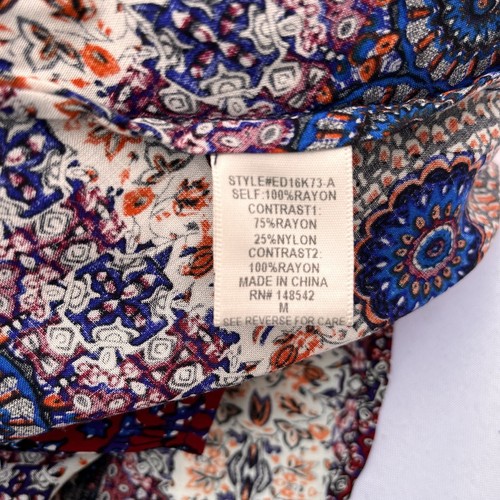 STYLE#ED16K73-A
SELF:100%RAYON
CONTRAST1:
75%RAYON
25%NYLON
CONTRAST2:
100%RAYON
MADE IN CHINA
RN# 148542
M
SEE REVERSE FOR CARE